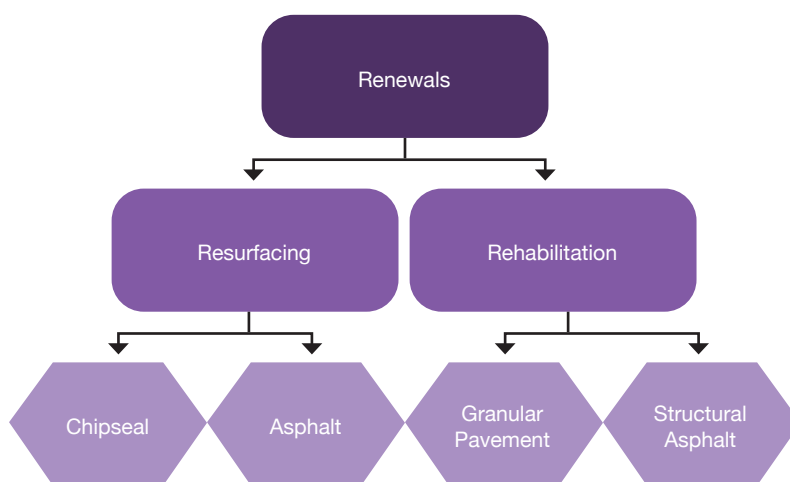 Renewals
Resurfacing
Rehabilitation
Chipseal
Asphalt
Granular
Pavement
Structural
Asphalt